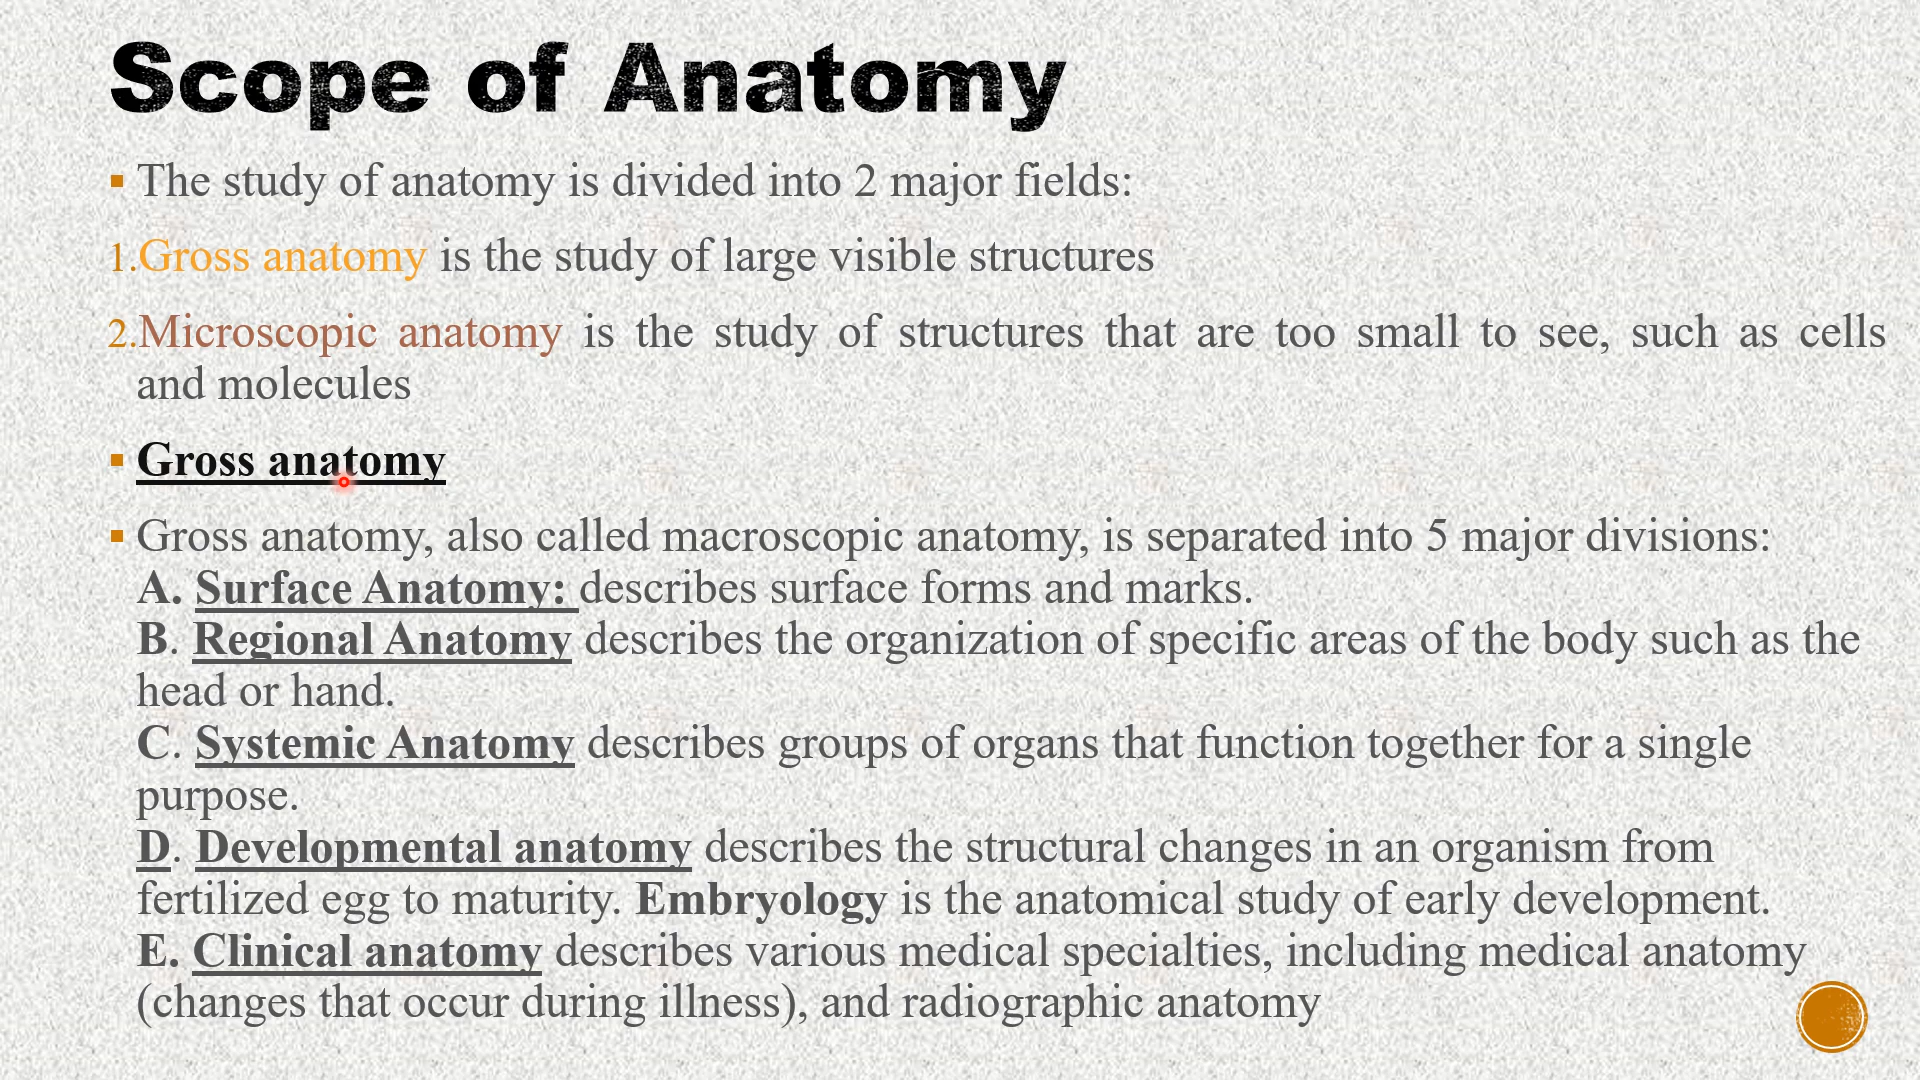 Scope of Anatomy
The study of anatomy is divided into 2 major fields:
1.Gross anatomy is the study of large visible structures
2.Microscopic anatomy is the study of structures that are too small to see, such as cells
and molecules
Gross anatomy
Gross anatomy, also called macroscopic anatomy, is separated into 5 major divisions:
A. Surface Anatomy: describes surface forms and marks.
B. Regional Anatomy describes the organization of specific areas of the body such as the
head or hand.
C. Systemic Anatomy describes groups of organs that function together for a single
purpose.
D. Developmental anatomy describes the structural changes in an organism from
fertilized egg to maturity. Embryology is the anatomical study of early development.
E. Clinical anatomy describes various medical specialties, including medical anatomy
(changes that occur during illness), and radiographic anatomy